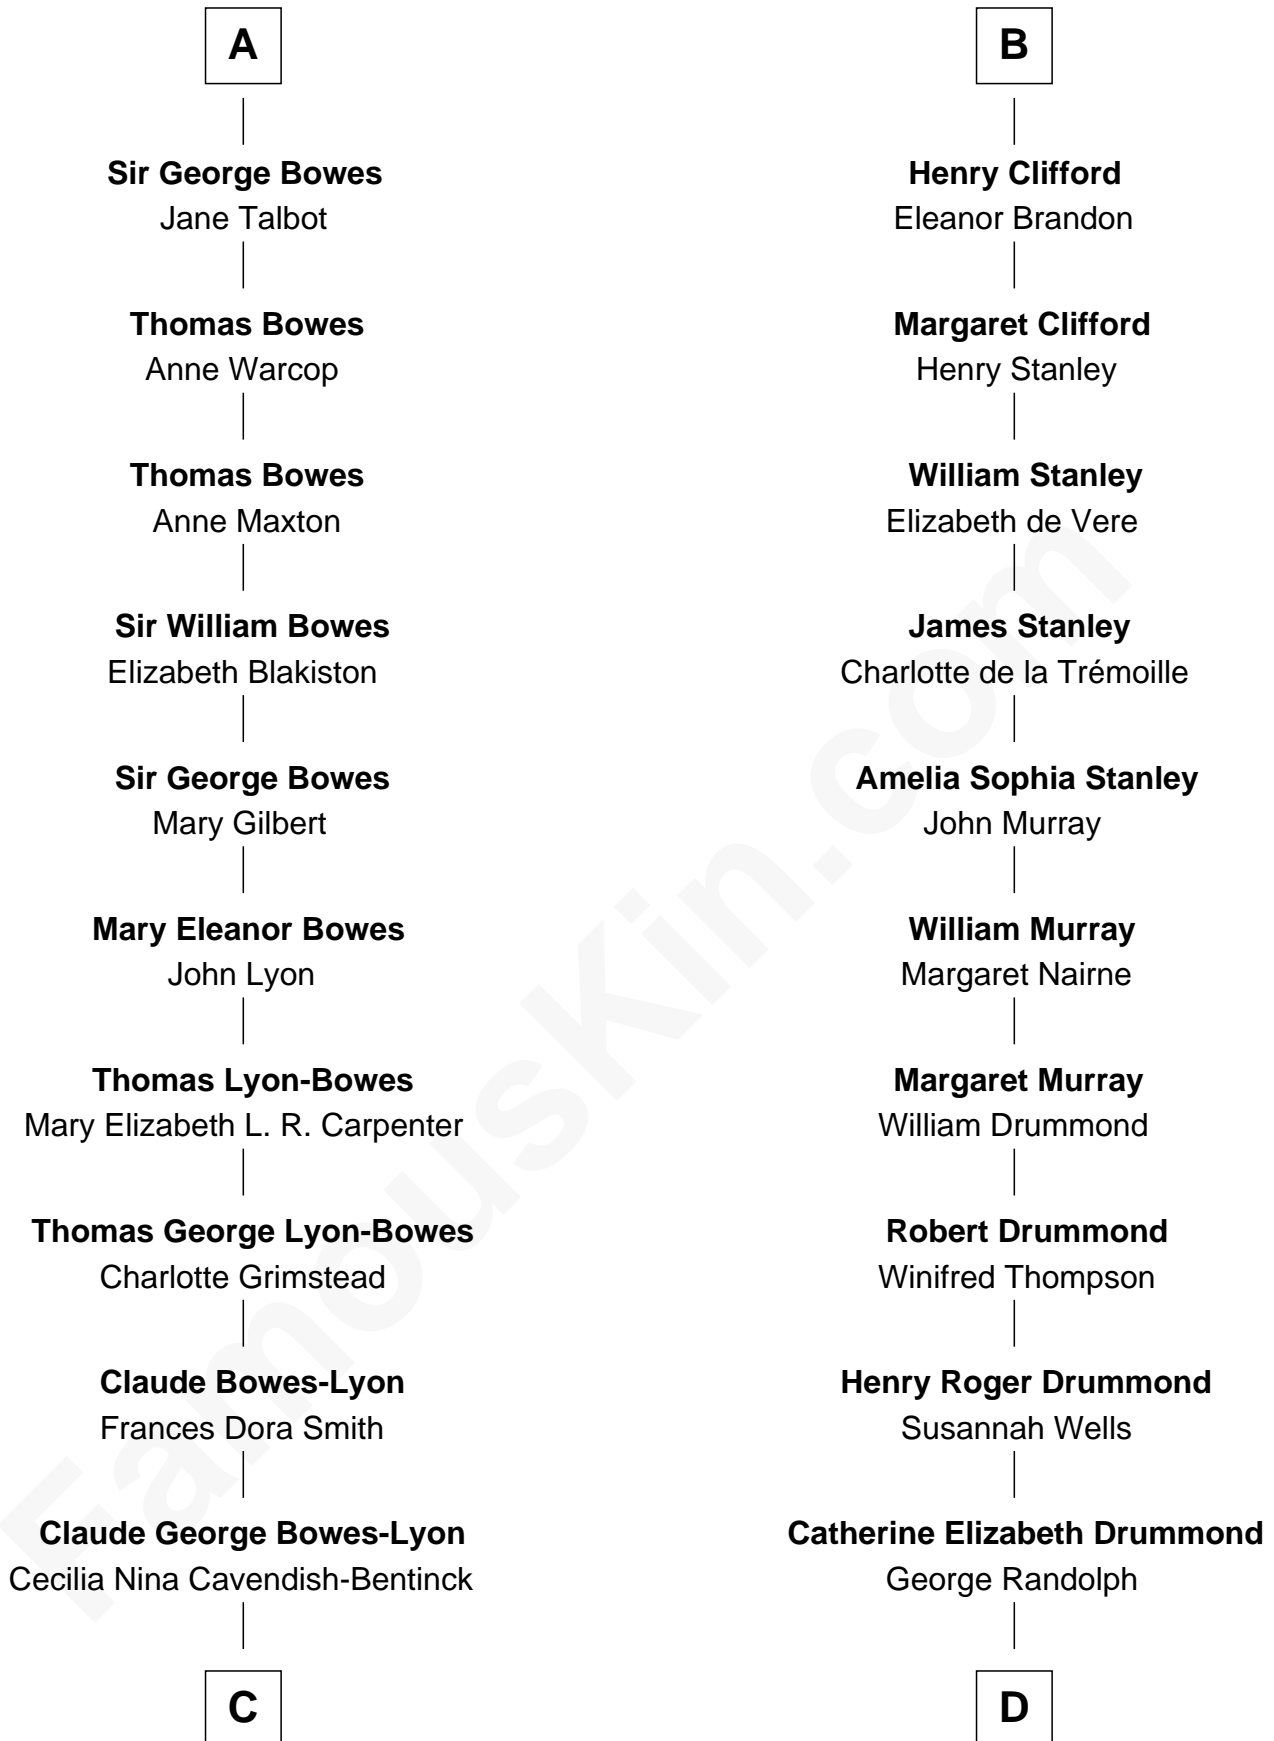 A
Sir George Bowes
Jane Talbot
Thomas Bowes
Anne Warcop
Thomas Bowes
Anne Maxton
Sir William Bowes
Elizabeth Blakiston
Sir George Bowes
Mary Gilbert
Mary Eleanor Bowes
John Lyon
Thomas Lyon-Bowes
Mary Elizabeth L. R. Carpenter
Thomas George Lyon-Bowes
Charlotte Grimstead
Claude Bowes-Lyon
Frances Dora Smith
Claude George Bowes-Lyon
Cecilia Nina Cavendish-Bentinck
C
B
Henry Clifford
Eleanor Brandon
Margaret Clifford
Henry Stanley
William Stanley
Elizabeth de Vere
James Stanley
Charlotte de la Trémoille
Amelia Sophia Stanley
John Murray
William Murray
Margaret Nairne
Margaret Murray
William Drummond
Robert Drummond
Winifred Thompson
Henry Roger Drummond
Susannah Wells
Catherine Elizabeth Drummond
George Randolph
D
FamousKin.com